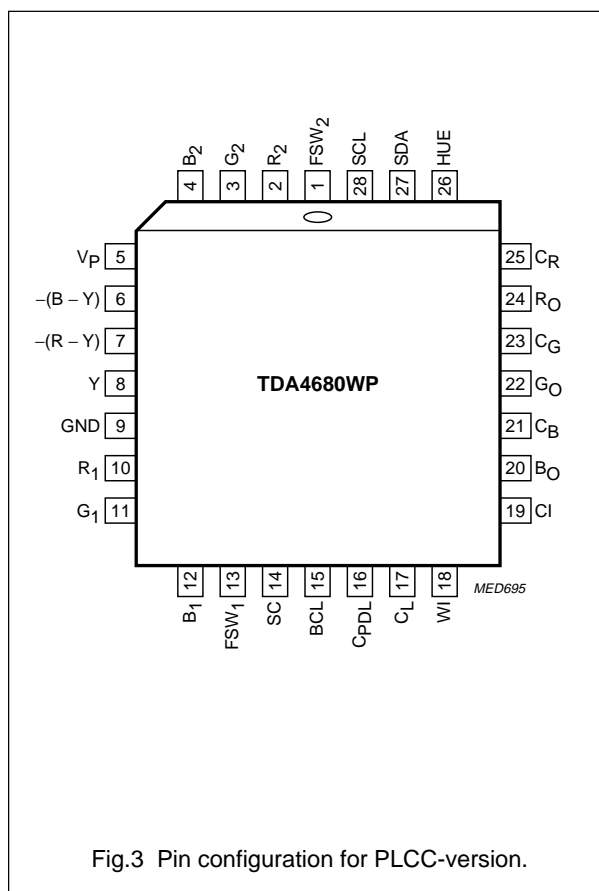 B2 G2 R2 FSW2 SCL SDA HUE
4 3 2 1 28 27 26
VP 5 25 CR
−(B − Y) 6 24 RO
−(R − Y) 7 23 CG
Y 8 TDA4680WP 22 GO
GND 9 21 CB
R1 10 20 BO
G1 11 19 CI
12 13 14 15 16 17 18
B1 FSW1 SC BCL CPDL CL WI
MED695
Fig.3 Pin configuration for PLCC-version.